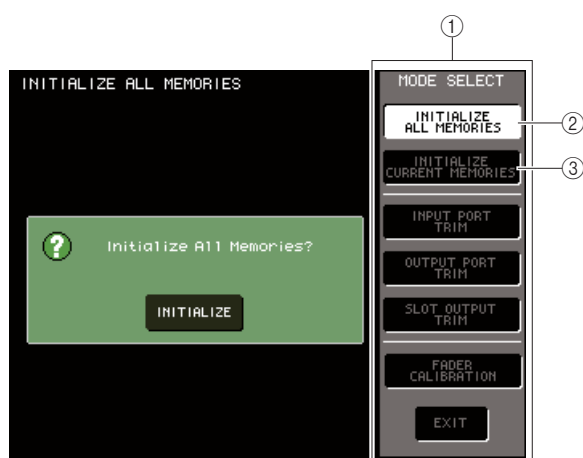 ①
INITIALIZE ALL MEMORIES
MODE SELECT
INITIALIZE
ALL MEMORIES
②
INITIALIZE
CURRENT MEMORIES
③
INPUT PORT
TRIM
? Initialize All Memories?
OUTPUT PORT
TRIM
INITIALIZE
SLOT OUTPUT
TRIM
FADER
CALIBRATION
EXIT